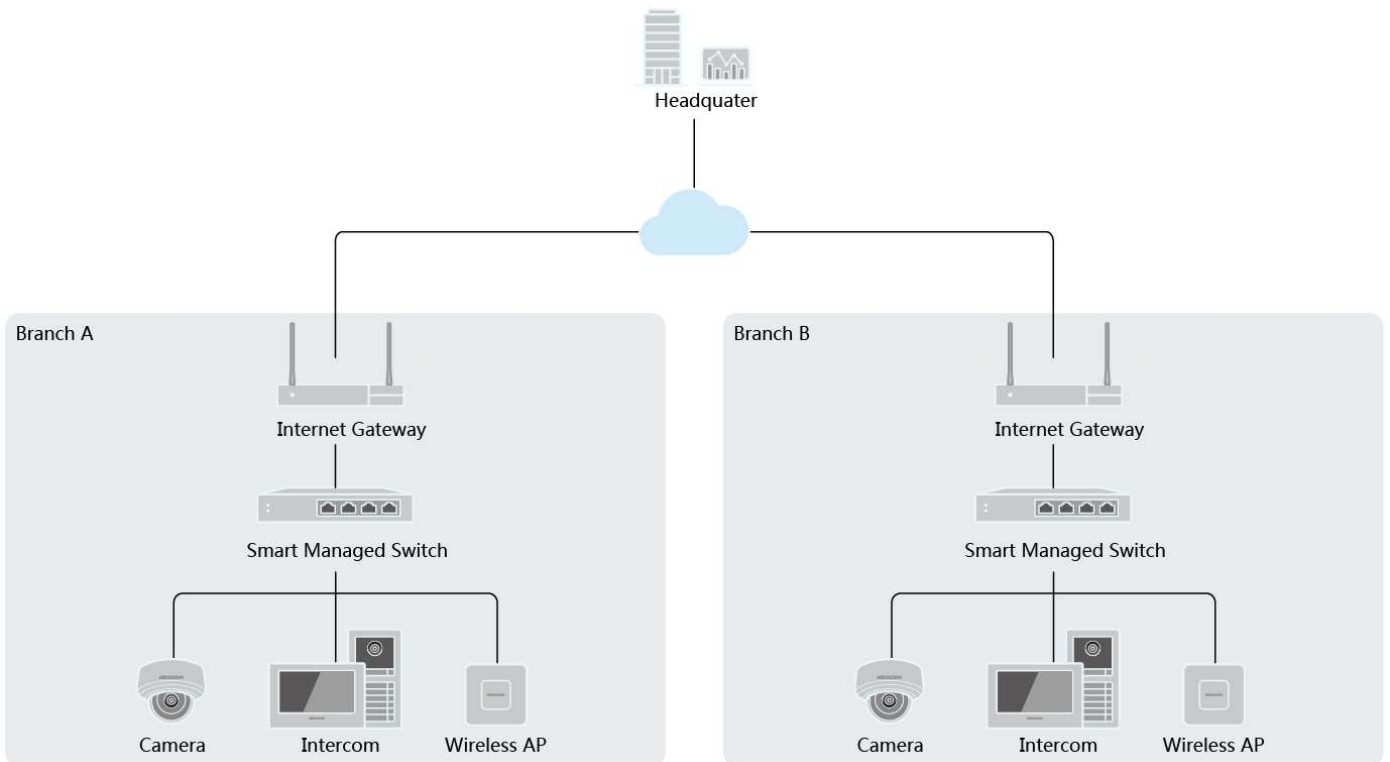 Headquater
Branch A
Branch B
Internet Gateway
Internet Gateway
Smart Managed Switch
Smart Managed Switch
Camera
Intercom
Wireless AP
Camera
Intercom
Wireless AP